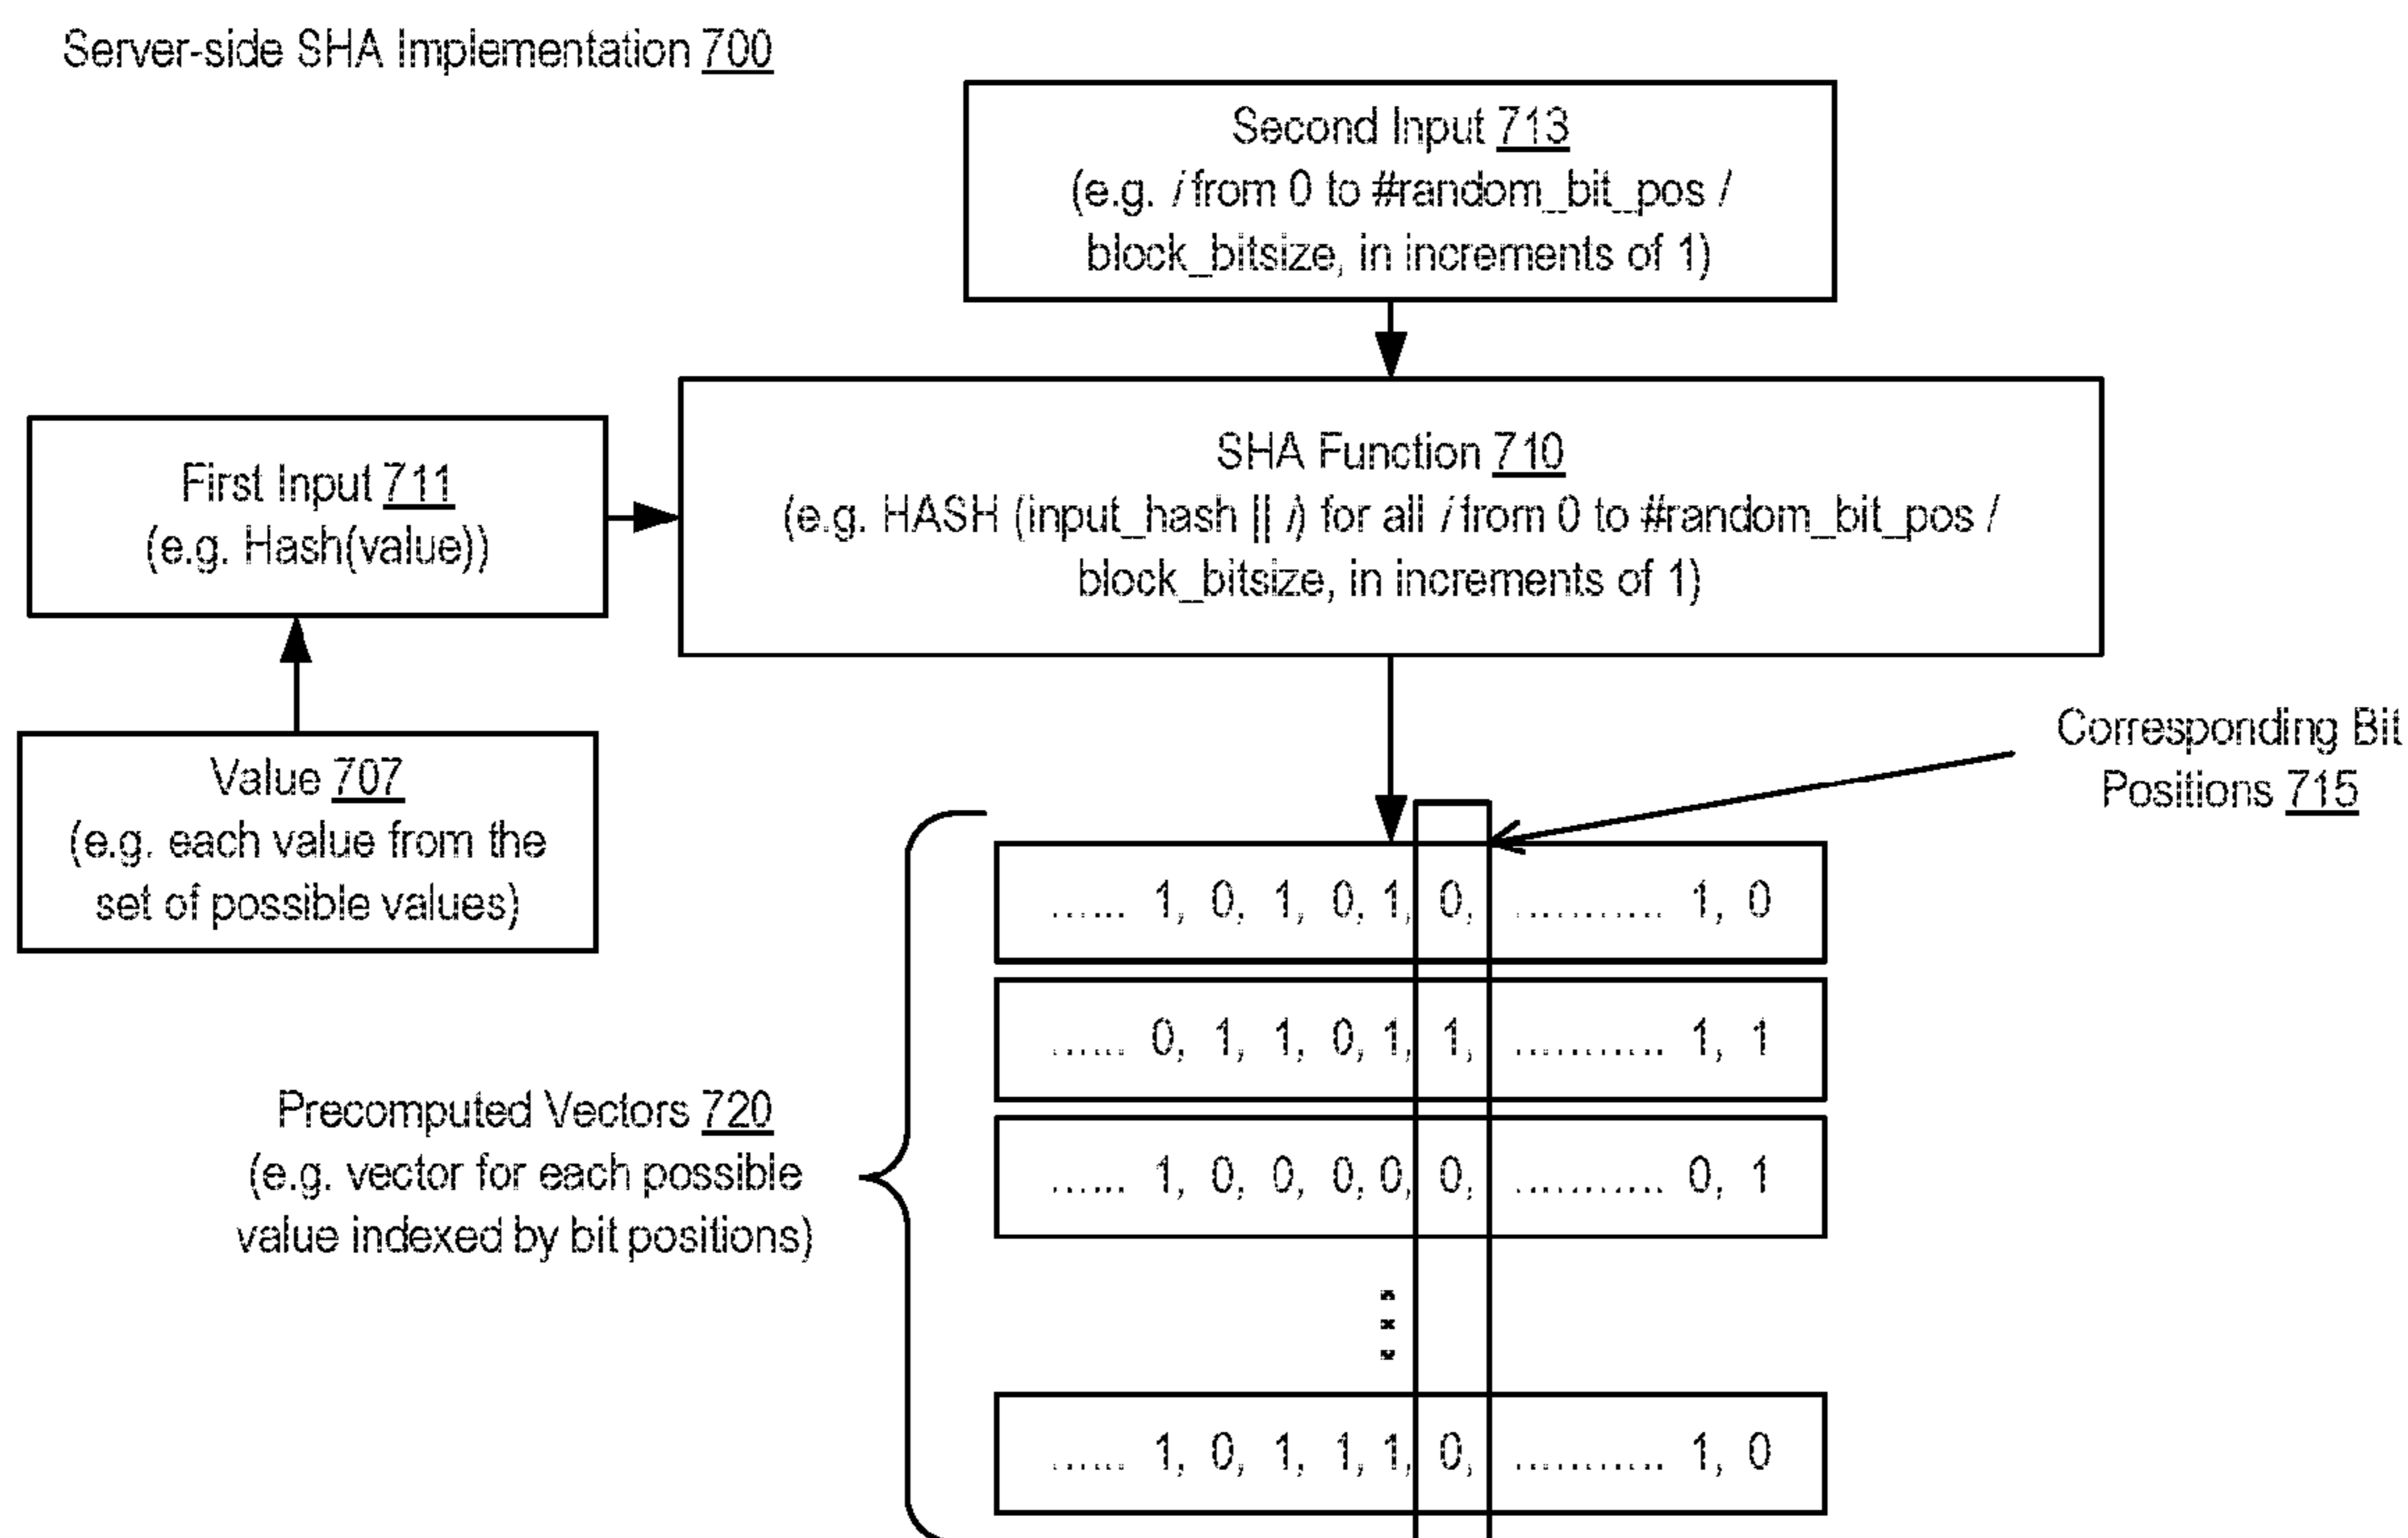 Server-side SHA Implementation 700
Second Input 713
(e.g. i from 0 to #random_bit_pos /
block_bitsize, in increments of 1)
First Input 711
(e.g. Hash(value))
SHA Function 710
(e.g. HASH (input_hash || i) for all i from 0 to #random_bit_pos /
block_bitsize, in increments of 1)
Value 707
(e.g. each value from the
set of possible values)
Corresponding Bit
Positions 715
Precomputed Vectors 720
(e.g. vector for each possible
value indexed by bit positions)
...... 1, 0, 1, 0, 1, 0, ........... 1, 0
...... 0, 1, 1, 0, 1, 1, ........... 1, 1
...... 1, 0, 0, 0, 0, 0, ........... 0, 1
...... 1, 0, 1, 1, 1, 0, ........... 1, 0